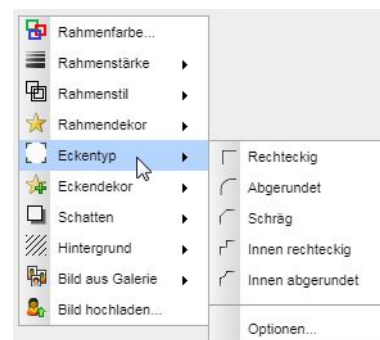 Rahmenfarbe...
Rahmenstärke
Rahmenstil
Rahmendekor
Eckentyp
Eckendekor
Schatten
Hintergrund
Bild aus Galerie
Bild hochladen...
Rechteckig
Abgerundet
Schräg
Innen rechteckig
Innen abgerundet
Optionen...